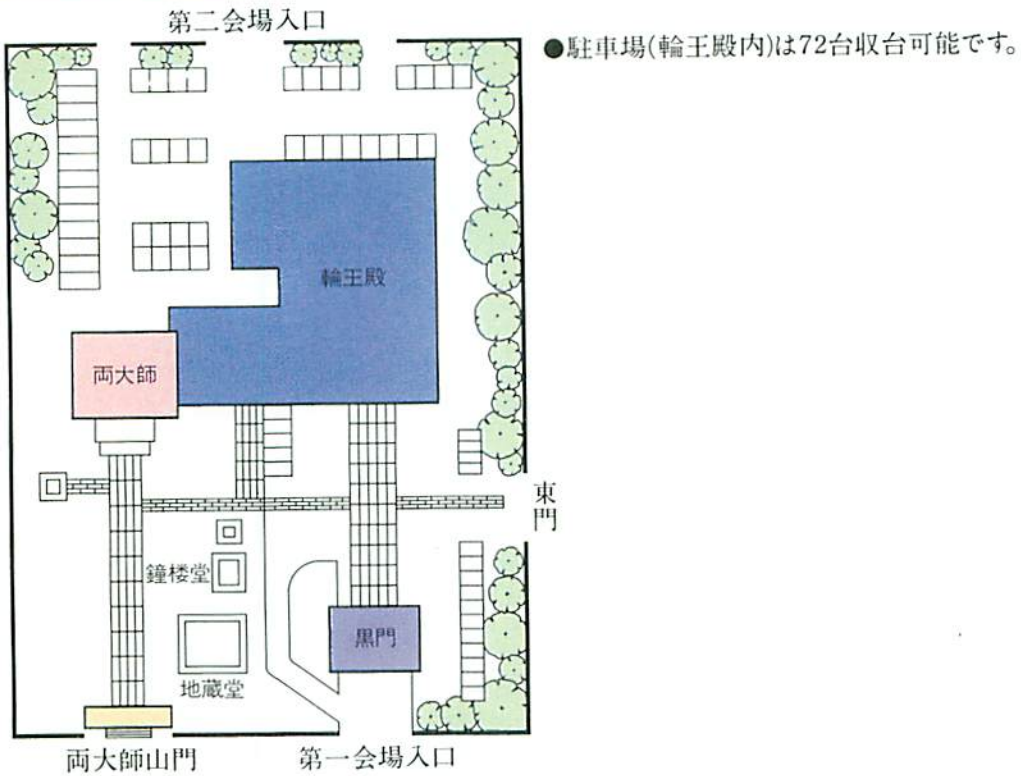 第二会場入口
●駐車場(輪王殿内)は72台収台可能です。
輪王殿
両大師
東門
鐘楼堂
黒門
地蔵堂
両大師山門
第一会場入口